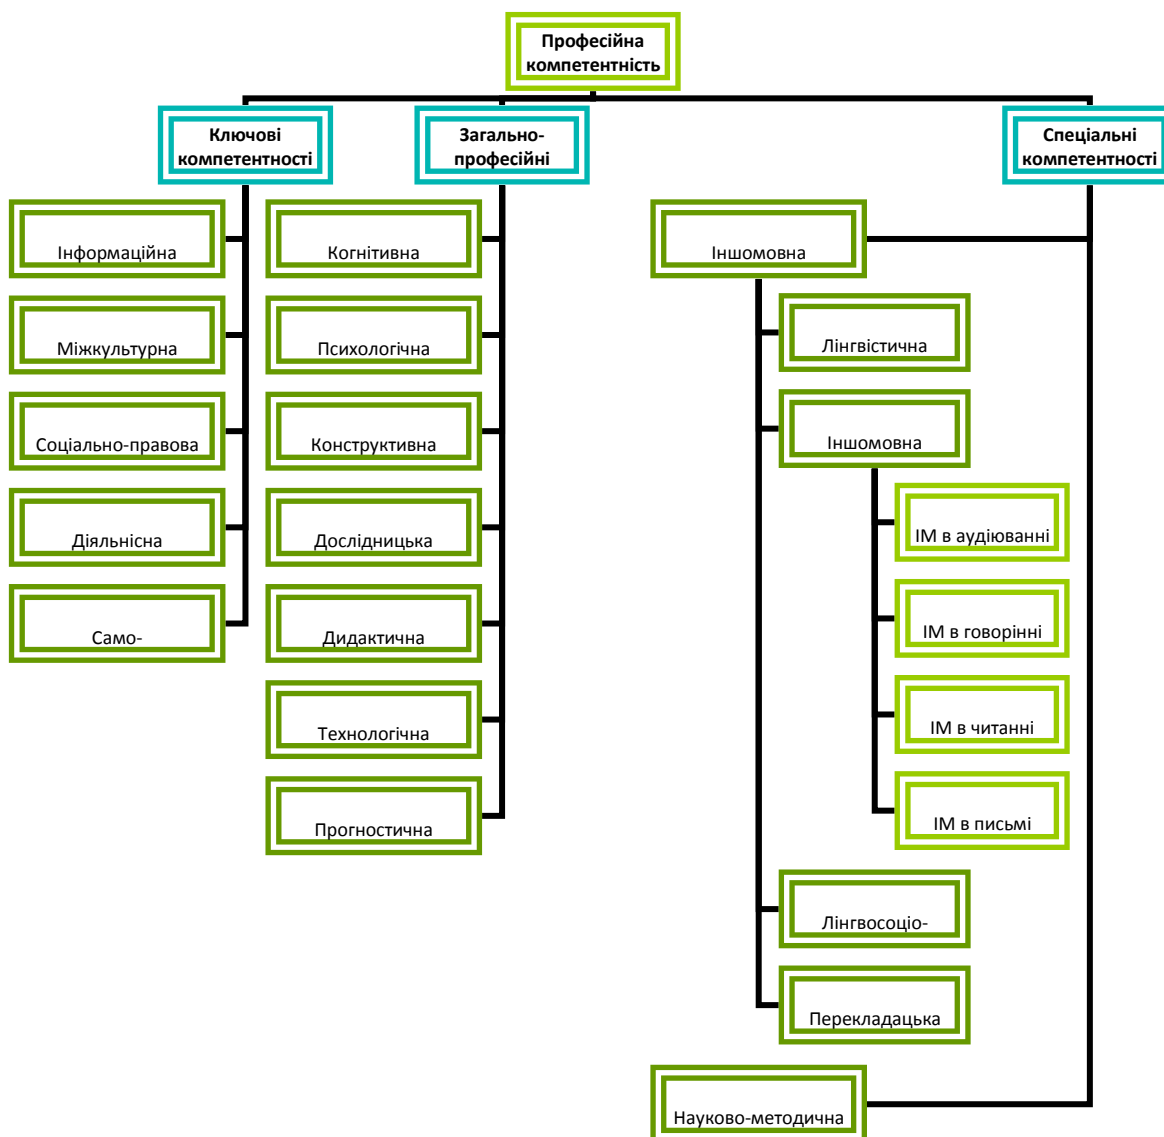 Професійна
компетентність
Ключові
компетентності
Загально-
професійні
Спеціальні
компетентності
Інформаційна
Міжкультурна
Соціально-правова
Діяльнісна
Само-
Когнітивна
Психологічна
Конструктивна
Дослідницька
Дидактична
Технологічна
Прогностична
Іншомовна
Лінгвістична
Іншомовна
ІМ в аудіюванні
ІМ в говорінні
ІМ в читанні
ІМ в письмі
Лінгвосоціо-
Перекладацька
Науково-методична